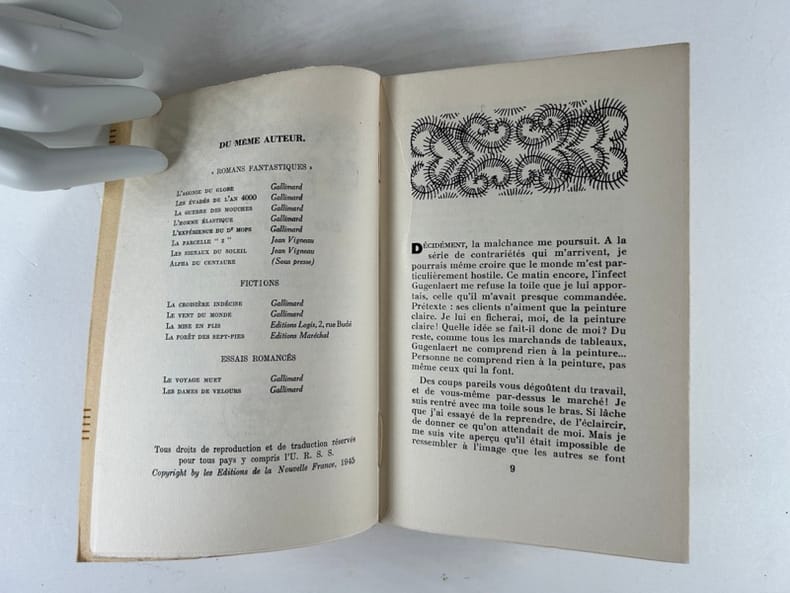 DU MÊME AUTEUR.
« ROMANS FANTASTIQUES »
L'AGONIE DU GLOBE Gallimard
LES ÉVADÉS DE L'AN 4000 Gallimard
LA GUERRE DES MOUCHES Gallimard
L'HOMME ÉLASTIQUE Gallimard
L'EXPÉRIENCE DU Dr MOPS Gallimard
LA PARCELLE "Z" Jean Vigneau
LES SIGNAUX DU SOLEIL Jean Vigneau
ALPHA DU CENTAURE (Sous presse)
FICTIONS
LA CROISIÈRE INDÉCISE Gallimard
LE VENT DU MONDE Gallimard
LA MISE EN PLIS Editions Logis, 2, rue Budé
LA FORÊT DES SEPT-PIES Editions Maréchal
ESSAIS ROMANCÉS
LE VOYAGE MUET Gallimard
LES DAMES DE VELOURS Gallimard
Tous droits de reproduction et de traduction réservés
pour tous pays y compris l'U. R. S. S.
Copyright by les Editions de la Nouvelle France, 1945
DÉCIDÉMENT, la malchance me poursuit. A la
série de contrariétés qui m'arrivent, je
pourrais même croire que le monde m'est par-
ticulièrement hostile. Ce matin encore, l'infect
Gugenlaert me refuse la toile que je lui appor-
tais, celle qu'il m'avait presque commandée.
Prétexte : ses clients n'aiment que la peinture
claire. Je lui en ficherai, moi, de la peinture
claire! Quelle idée se fait-il donc de moi? Du
reste, comme tous les marchands de tableaux,
Gugenlaert ne comprend rien à la peinture...
Personne ne comprend rien à la peinture, pas
même ceux qui la font.
Des coups pareils vous dégoûtent du travail,
et de vous-même par-dessus le marché! Je
suis rentré avec ma toile sous le bras. Si lâche
que j'ai essayé de la reprendre, de l'éclaircir,
de donner ce qu'on attendait de moi. Mais je
me suis vite aperçu qu'il était impossible de
ressembler à l'image que les autres se font
9